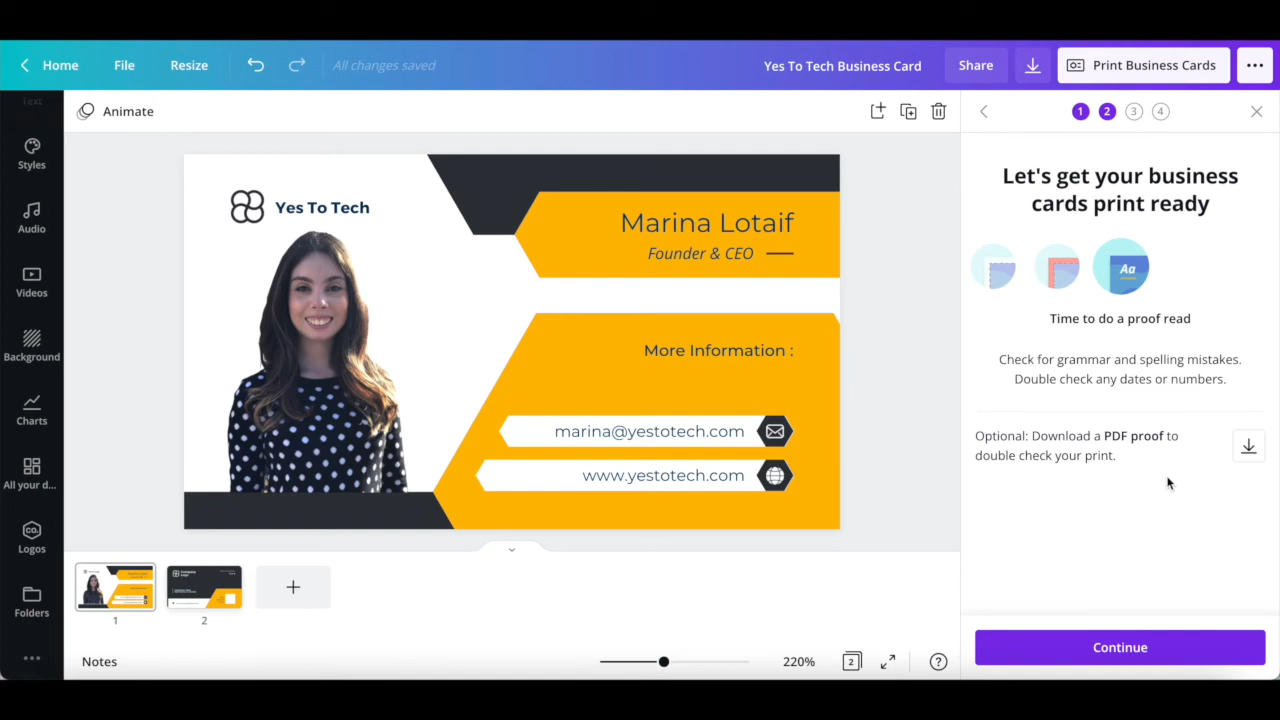 Home
File
Resize
All changes saved
Yes To Tech Business Card
Share
Print Business Cards
Text
Styles
Audio
Videos
Background
Charts
All your d...
Logos
Folders
Animate
Yes To Tech
Marina Lotaif
Founder & CEO
More Information :
marina@yestotech.com
www.yestotech.com
1
2
Notes
220%
2
?
1 2 3 4
Let's get your business
cards print ready
Aa
Time to do a proof read
Check for grammar and spelling mistakes.
Double check any dates or numbers.
Optional: Download a PDF proof to
double check your print.
Continue